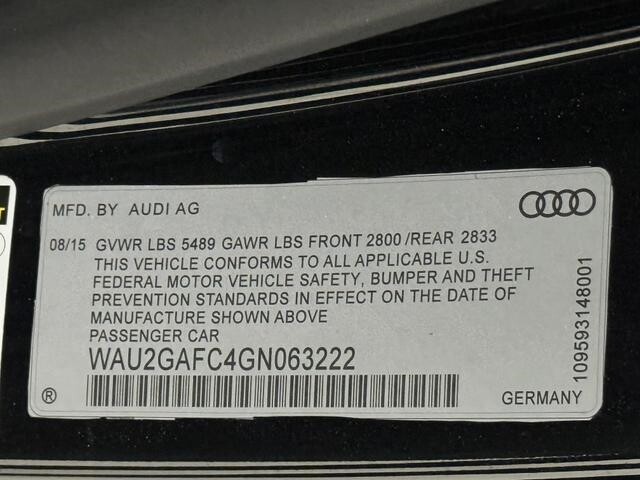 MFD. BY AUDI AG
08/15 GVWR LBS 5489 GAWR LBS FRONT 2800 /REAR 2833
THIS VEHICLE CONFORMS TO ALL APPLICABLE U.S.
FEDERAL MOTOR VEHICLE SAFETY, BUMPER AND THEFT
PREVENTION STANDARDS IN EFFECT ON THE DATE OF
MANUFACTURE SHOWN ABOVE
PASSENGER CAR
WAU2GAFC4GN063222
®
GERMANY
109593148001